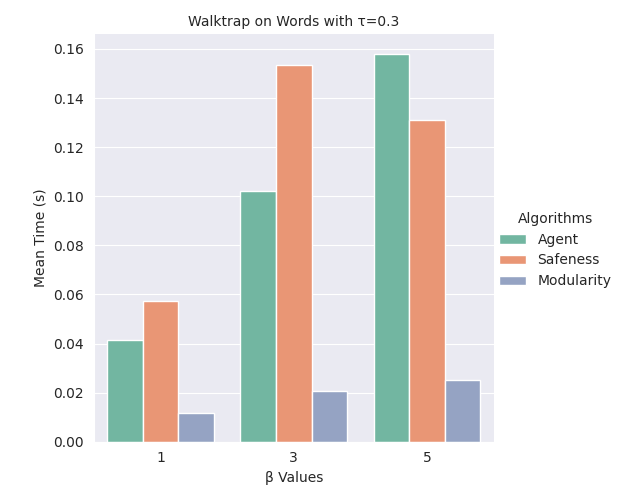 Walktrap on Words with τ=0.3
0.16
0.14
0.12
0.10
0.08
0.06
0.04
0.02
0.00
Mean Time (s)
1
3
5
β Values
Algorithms
Agent
Safeness
Modularity